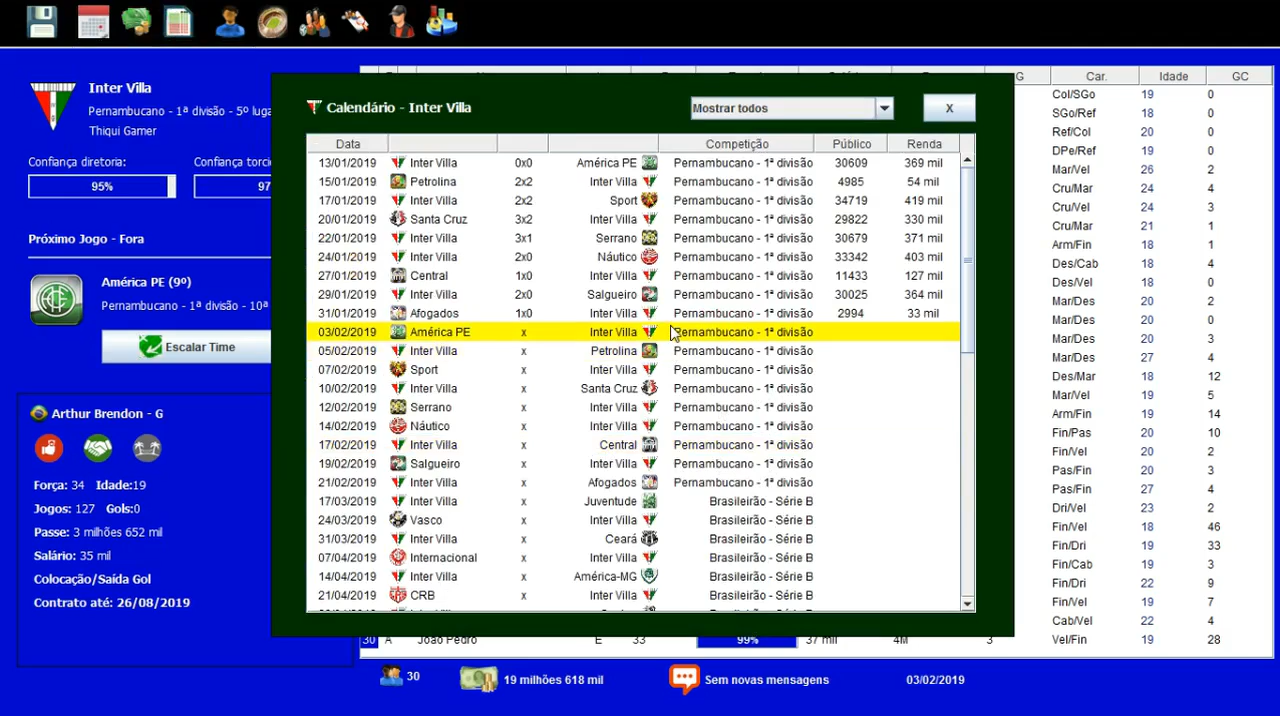 Inter Villa
Pernambucano - 1ª divisão - 5º luga
Thiqui Gamer
Confiança diretoria:
Confiança torcio
95%
97
Próximo Jogo - Fora
América PE (9º)
Pernambucano - 1ª divisão - 10ª
Escalar Time
Arthur Brendon - G
Força: 34 Idade:19
Jogos: 127 Gols:0
Passe: 3 milhões 652 mil
Salário: 35 mil
Colocação/Saída Gol
Contrato até: 26/08/2019
Calendário - Inter Villa
Mostrar todos
X
Data Competição Público Renda
13/01/2019 Inter Villa 0x0 América PE Pernambucano - 1ª divisão 30609 369 mil
15/01/2019 Petrolina 2x2 Inter Villa Pernambucano - 1ª divisão 4985 54 mil
17/01/2019 Inter Villa 2x2 Sport Pernambucano - 1ª divisão 34719 419 mil
20/01/2019 Santa Cruz 3x2 Inter Villa Pernambucano - 1ª divisão 29822 330 mil
22/01/2019 Inter Villa 3x1 Serrano Pernambucano - 1ª divisão 30679 371 mil
24/01/2019 Inter Villa 2x0 Náutico Pernambucano - 1ª divisão 33342 403 mil
27/01/2019 Central 1x0 Inter Villa Pernambucano - 1ª divisão 11433 127 mil
29/01/2019 Inter Villa 2x0 Salgueiro Pernambucano - 1ª divisão 30025 364 mil
31/01/2019 Afogados 1x0 Inter Villa Pernambucano - 1ª divisão 2994 33 mil
03/02/2019 América PE x Inter Villa Pernambucano - 1ª divisão
05/02/2019 Inter Villa x Petrolina Pernambucano - 1ª divisão
07/02/2019 Sport x Inter Villa Pernambucano - 1ª divisão
10/02/2019 Inter Villa x Santa Cruz Pernambucano - 1ª divisão
12/02/2019 Serrano x Inter Villa Pernambucano - 1ª divisão
14/02/2019 Náutico x Inter Villa Pernambucano - 1ª divisão
17/02/2019 Inter Villa x Central Pernambucano - 1ª divisão
19/02/2019 Salgueiro x Inter Villa Pernambucano - 1ª divisão
21/02/2019 Inter Villa x Afogados Pernambucano - 1ª divisão
17/03/2019 Inter Villa x Juventude Brasileirão - Série B
24/03/2019 Vasco x Inter Villa Brasileirão - Série B
31/03/2019 Inter Villa x Ceará Brasileirão - Série B
07/04/2019 Internacional x Inter Villa Brasileirão - Série B
14/04/2019 Inter Villa x América-MG Brasileirão - Série B
21/04/2019 CRB x Inter Villa Brasileirão - Série B
G Car. Idade GC
Col/SGo 19 0
SGo/Ref 18 0
Ref/Col 20 0
DPe/Ref 19 0
Mar/Vel 26 2
Cru/Mar 24 4
Cru/Vel 24 3
Cru/Mar 21 1
Arm/Fin 18 1
Des/Cab 18 4
Des/Vel 18 0
Mar/Des 20 2
Mar/Des 20 0
Mar/Des 20 3
Mar/Des 27 4
Des/Mar 18 12
Mar/Vel 19 5
Arm/Fin 19 14
Fin/Pas 20 10
Fin/Vel 20 2
Pas/Fin 20 3
Pas/Fin 27 4
Dri/Vel 23 2
Fin/Vel 18 46
Fin/Dri 19 33
Fin/Cab 19 3
Fin/Dri 22 9
Fin/Vel 19 7
Cab/Vel 22 4
30 A João Pedro E 33 99% 37 mil 4M 3 Vel/Fin 19 28
30
19 milhões 618 mil
Sem novas mensagens
03/02/2019